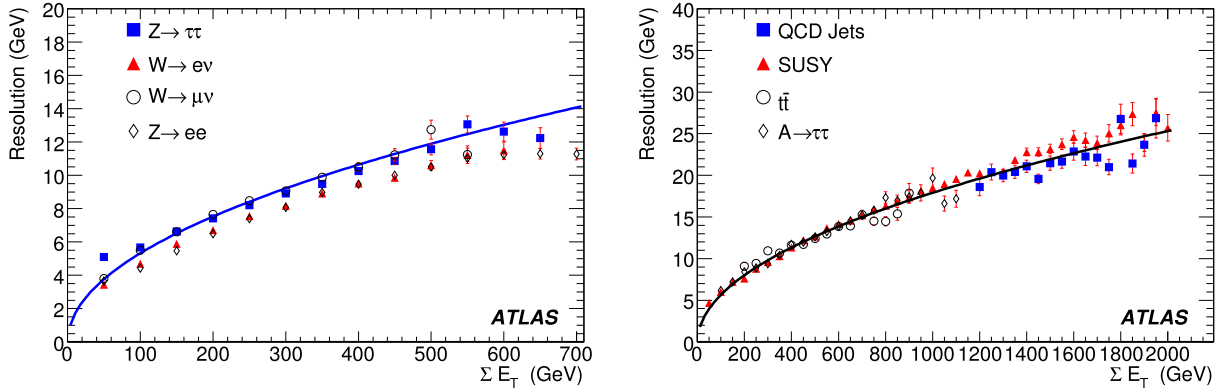 Resolution (GeV)
16
14
12
10
8
6
4
2
0
Z→ ττ
W→ eν
W→ μν
Z→ ee
ATLAS
0 100 200 300 400 500 600 700
Σ E_T (GeV)
Resolution (GeV)
40
35
30
25
20
15
10
5
0
QCD Jets
SUSY
tt̄
A→ττ
ATLAS
0 200 400 600 800 1000 1200 1400 1600 1800 2000
Σ E_T (GeV)